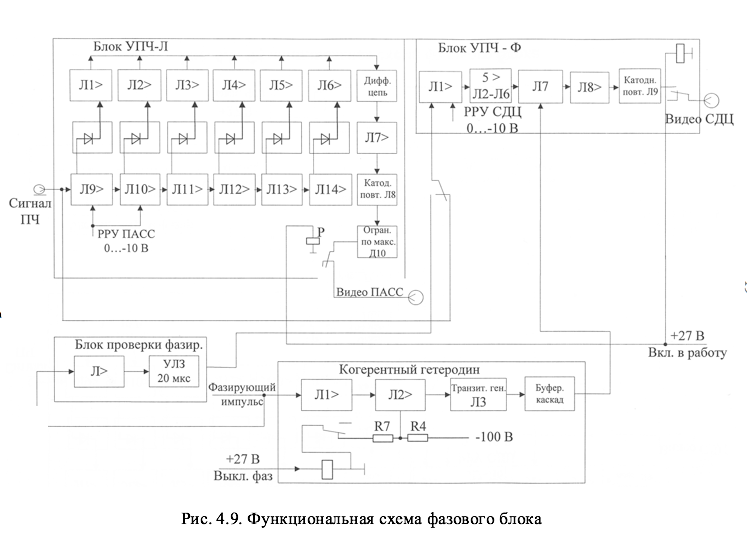 Блок УПЧ-Л
Л1>
Л2>
Л3>
Л4>
Л5>
Л6>
Дифф.
цепь
Л7>
Л9>
Л10>
Л11>
Л12>
Л13>
Л14>
Катод.
повт. Л8
Сигнал
ПЧ
РРУ ПАСС
0…-10 В
Р
Огран.
по макс.
Д10
Видео ПАСС
Блок УПЧ - Ф
Л1>
5 >
Л2-Л6
Л7
Л8>
Катодн.
повт. Л9
РРУ СДЦ
0…-10 В
Видео СДЦ
+27 В
Вкл. в работу
Блок проверки фазир.
Л>
УЛЗ
20 мкс
Фазирующий
импульс
Когерентный гетеродин
Л1>
Л2>
Транзит. ген.
Л3
Буфер.
каскад
R7
R4
-100 В
+27 В
Выкл. фаз
Рис. 4.9. Функциональная схема фазового блока